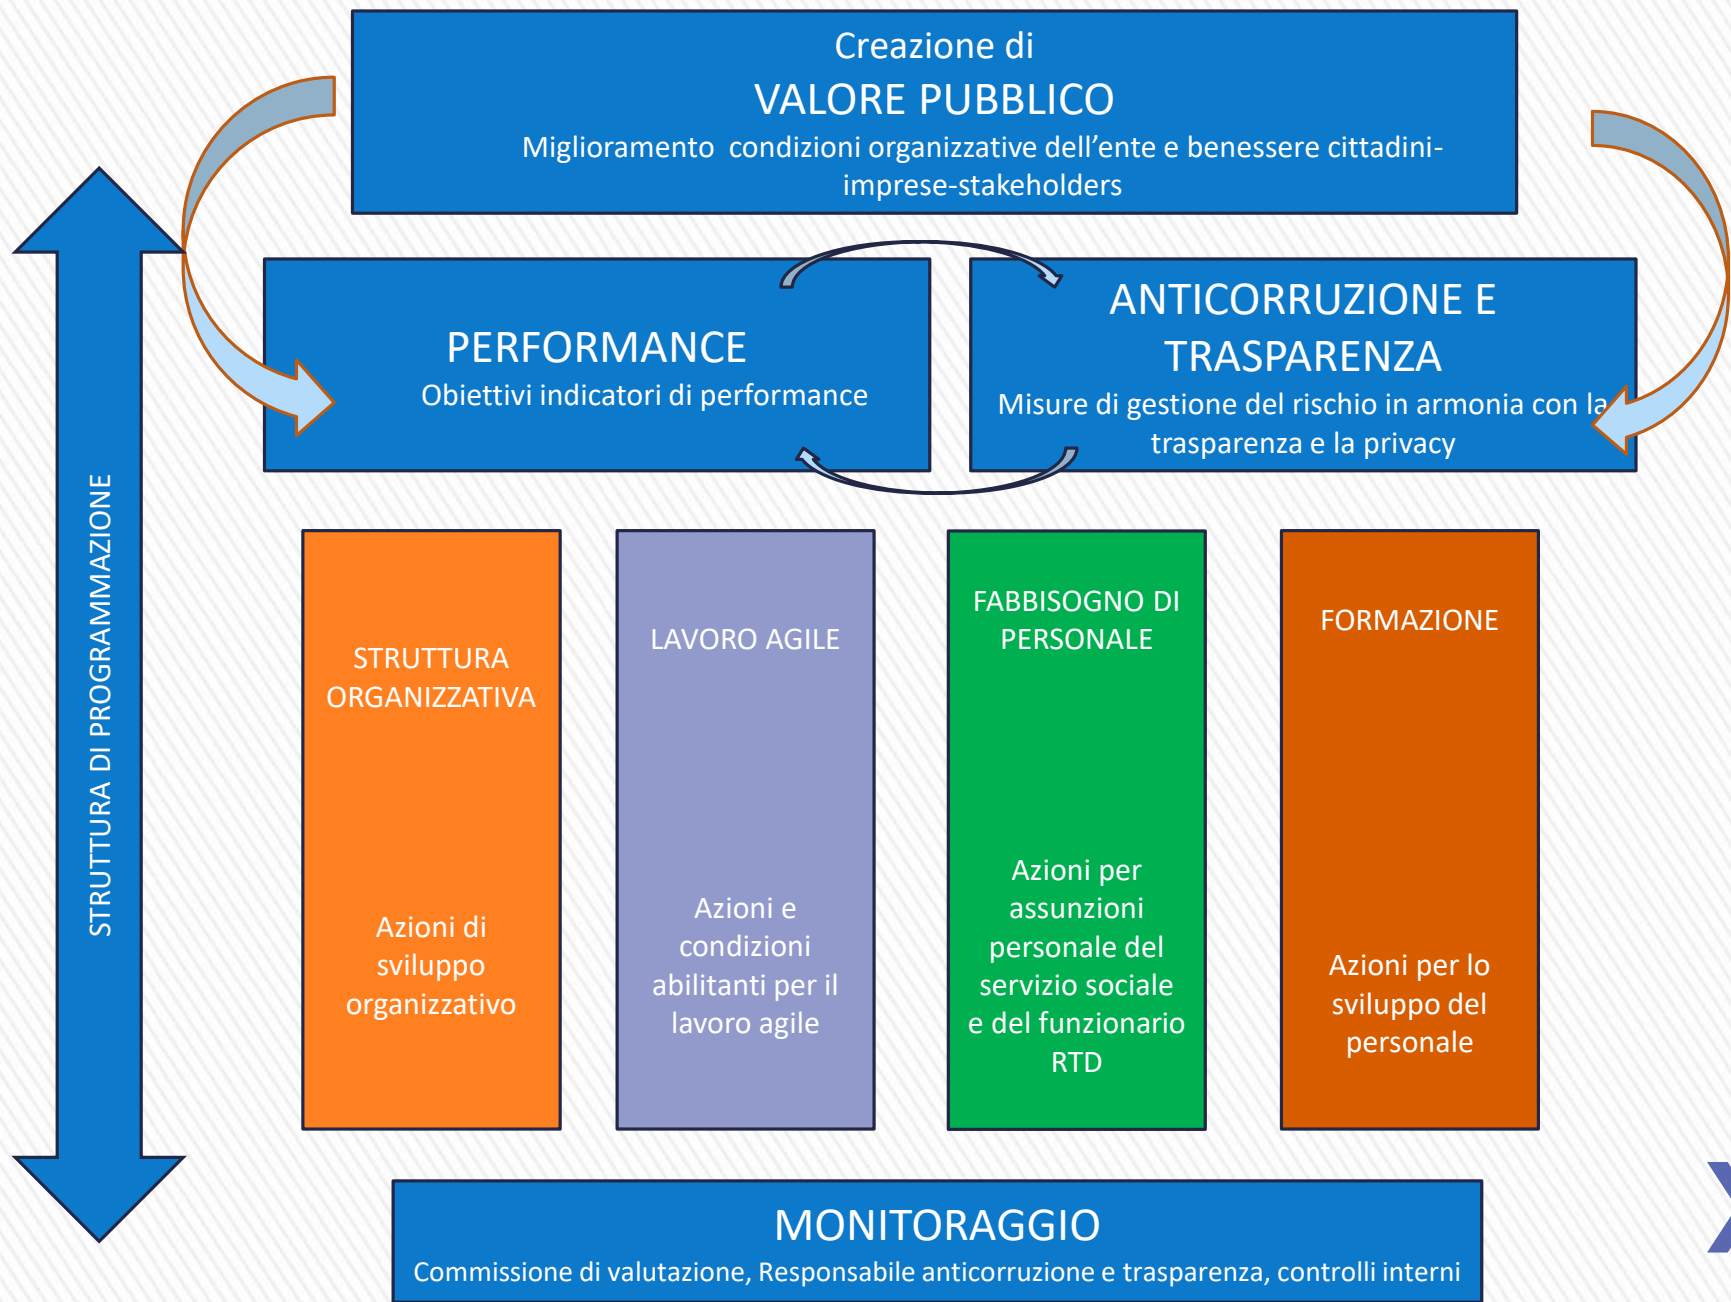 Creazione di
VALORE PUBBLICO
Miglioramento  condizioni organizzative dell’ente e benessere cittadini-
imprese-stakeholders
PERFORMANCE
Obiettivi indicatori di performance
ANTICORRUZIONE E
TRASPARENZA
Misure di gestione del rischio in armonia con la
trasparenza e la privacy
STRUTTURA DI PROGRAMMAZIONE
STRUTTURA
ORGANIZZATIVA
Azioni di
sviluppo
organizzativo
LAVORO AGILE
Azioni e
condizioni
abilitanti per il
lavoro agile
FABBISOGNO DI
PERSONALE
Azioni per
assunzioni
personale del
servizio sociale
e del funzionario
RTD
FORMAZIONE
Azioni per lo
sviluppo del
personale
MONITORAGGIO
Commissione di valutazione, Responsabile anticorruzione e trasparenza, controlli interni